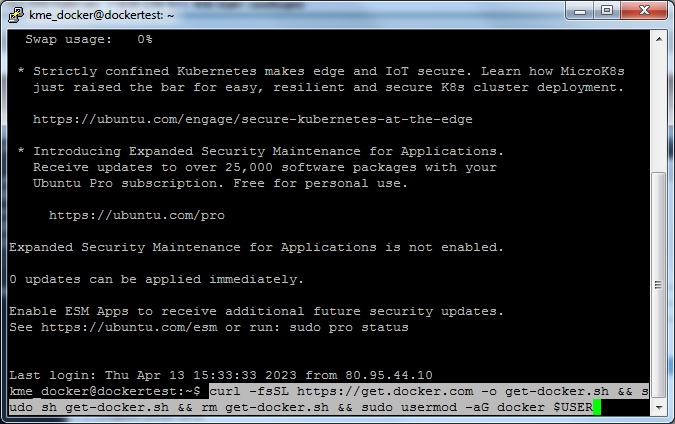 kme_docker@dockertest: ~
Swap usage:   0%
* Strictly confined Kubernetes makes edge and IoT secure. Learn how MicroK8s
just raised the bar for easy, resilient and secure K8s cluster deployment.
https://ubuntu.com/engage/secure-kubernetes-at-the-edge
* Introducing Expanded Security Maintenance for Applications.
Receive updates to over 25,000 software packages with your
Ubuntu Pro subscription. Free for personal use.
https://ubuntu.com/pro
Expanded Security Maintenance for Applications is not enabled.
0 updates can be applied immediately.
Enable ESM Apps to receive additional future security updates.
See https://ubuntu.com/esm or run: sudo pro status
Last login: Thu Apr 13 15:33:33 2023 from 80.95.44.10
kme_docker@dockertest:~$ curl -fsSL https://get.docker.com -o get-docker.sh && s
udo sh get-docker.sh && rm get-docker.sh && sudo usermod -aG docker $USER